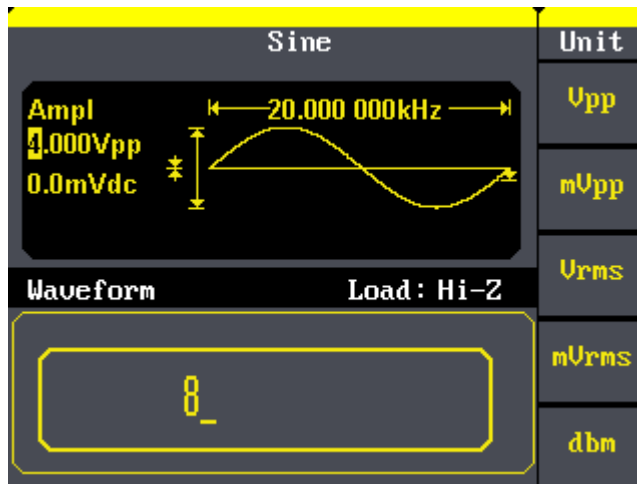 Sine
Unit
Ampl
20.000 000kHz
4.000Vpp
0.0mVdc
Waveform
Load: Hi-Z
8_
Vpp
mVpp
Vrms
mVrms
dbm